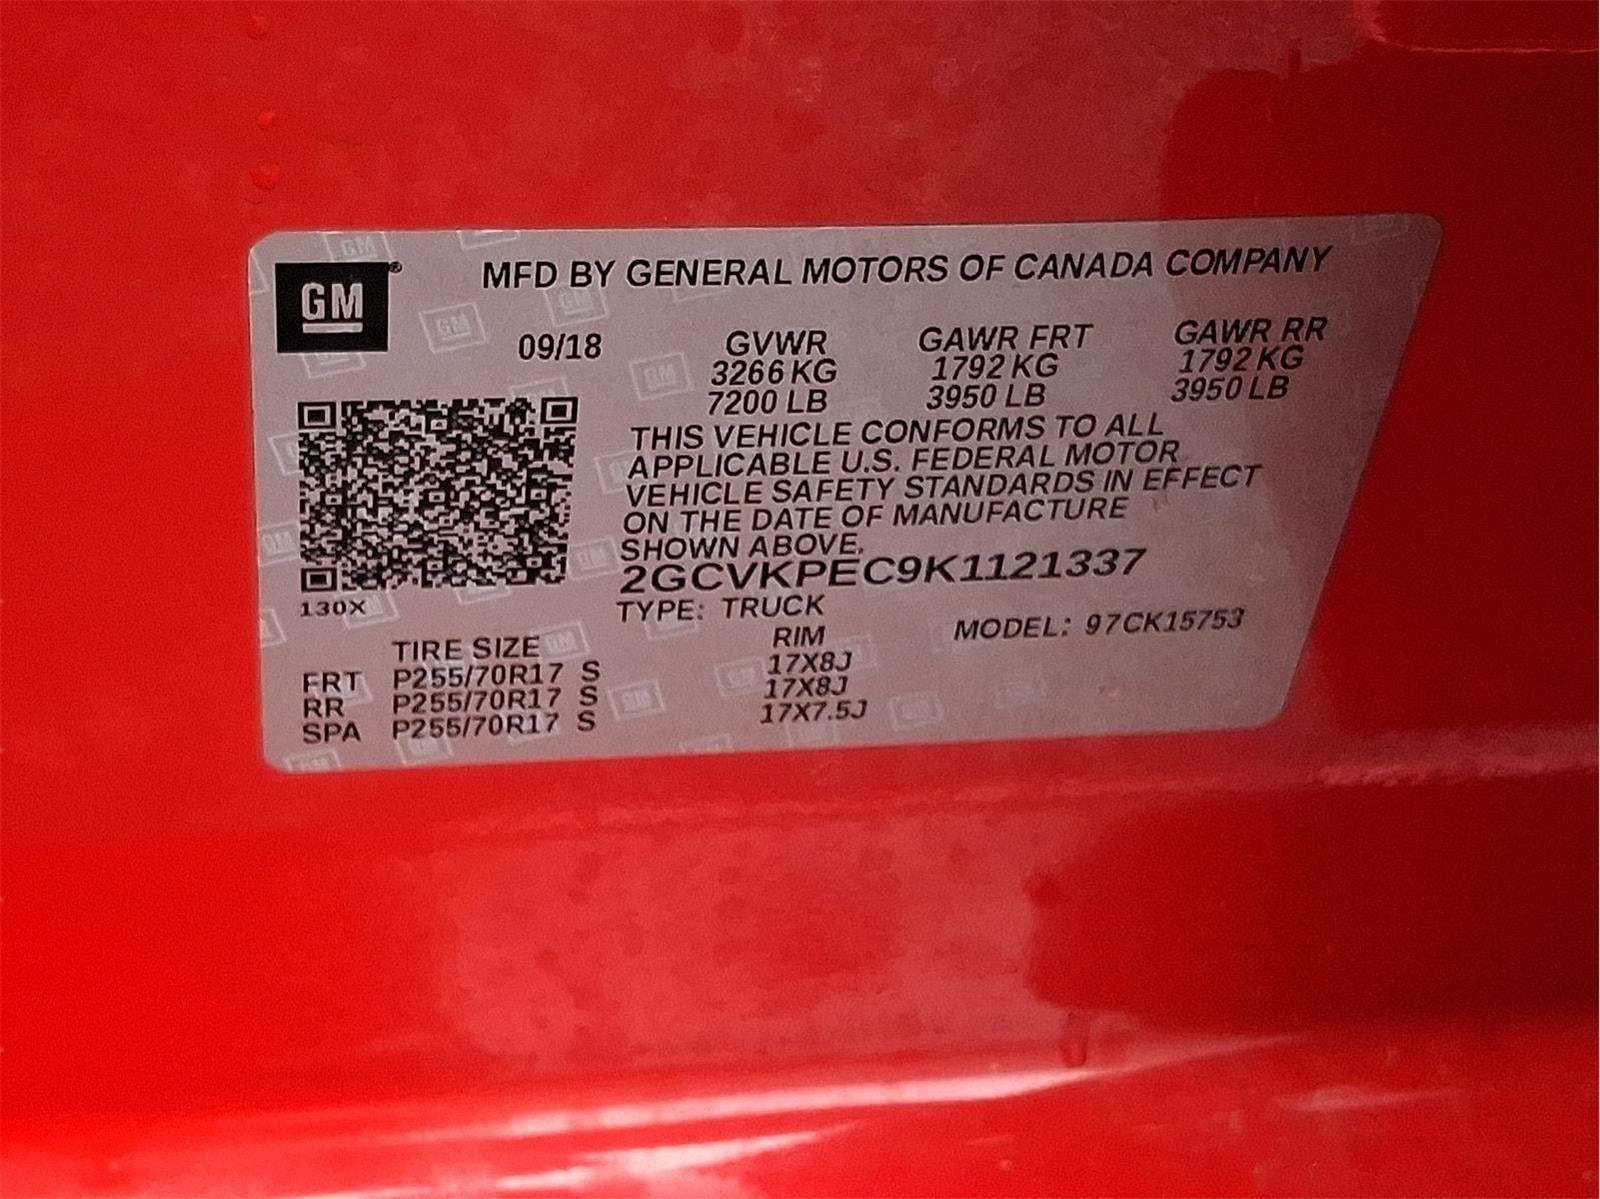 GM
MFD BY GENERAL MOTORS OF CANADA COMPANY
09/18 GVWR GAWR FRT GAWR RR
3266 KG 1792 KG 1792 KG
7200 LB 3950 LB 3950 LB
THIS VEHICLE CONFORMS TO ALL
APPLICABLE U.S. FEDERAL MOTOR
VEHICLE SAFETY STANDARDS IN EFFECT
ON THE DATE OF MANUFACTURE
SHOWN ABOVE.
2GCVKPEC9K1121337
130X
TYPE: TRUCK MODEL: 97CK15753
TIRE SIZE RIM
FRT P255/70R17 S 17X8J
RR P255/70R17 S 17X8J
SPA P255/70R17 S 17X7.5J